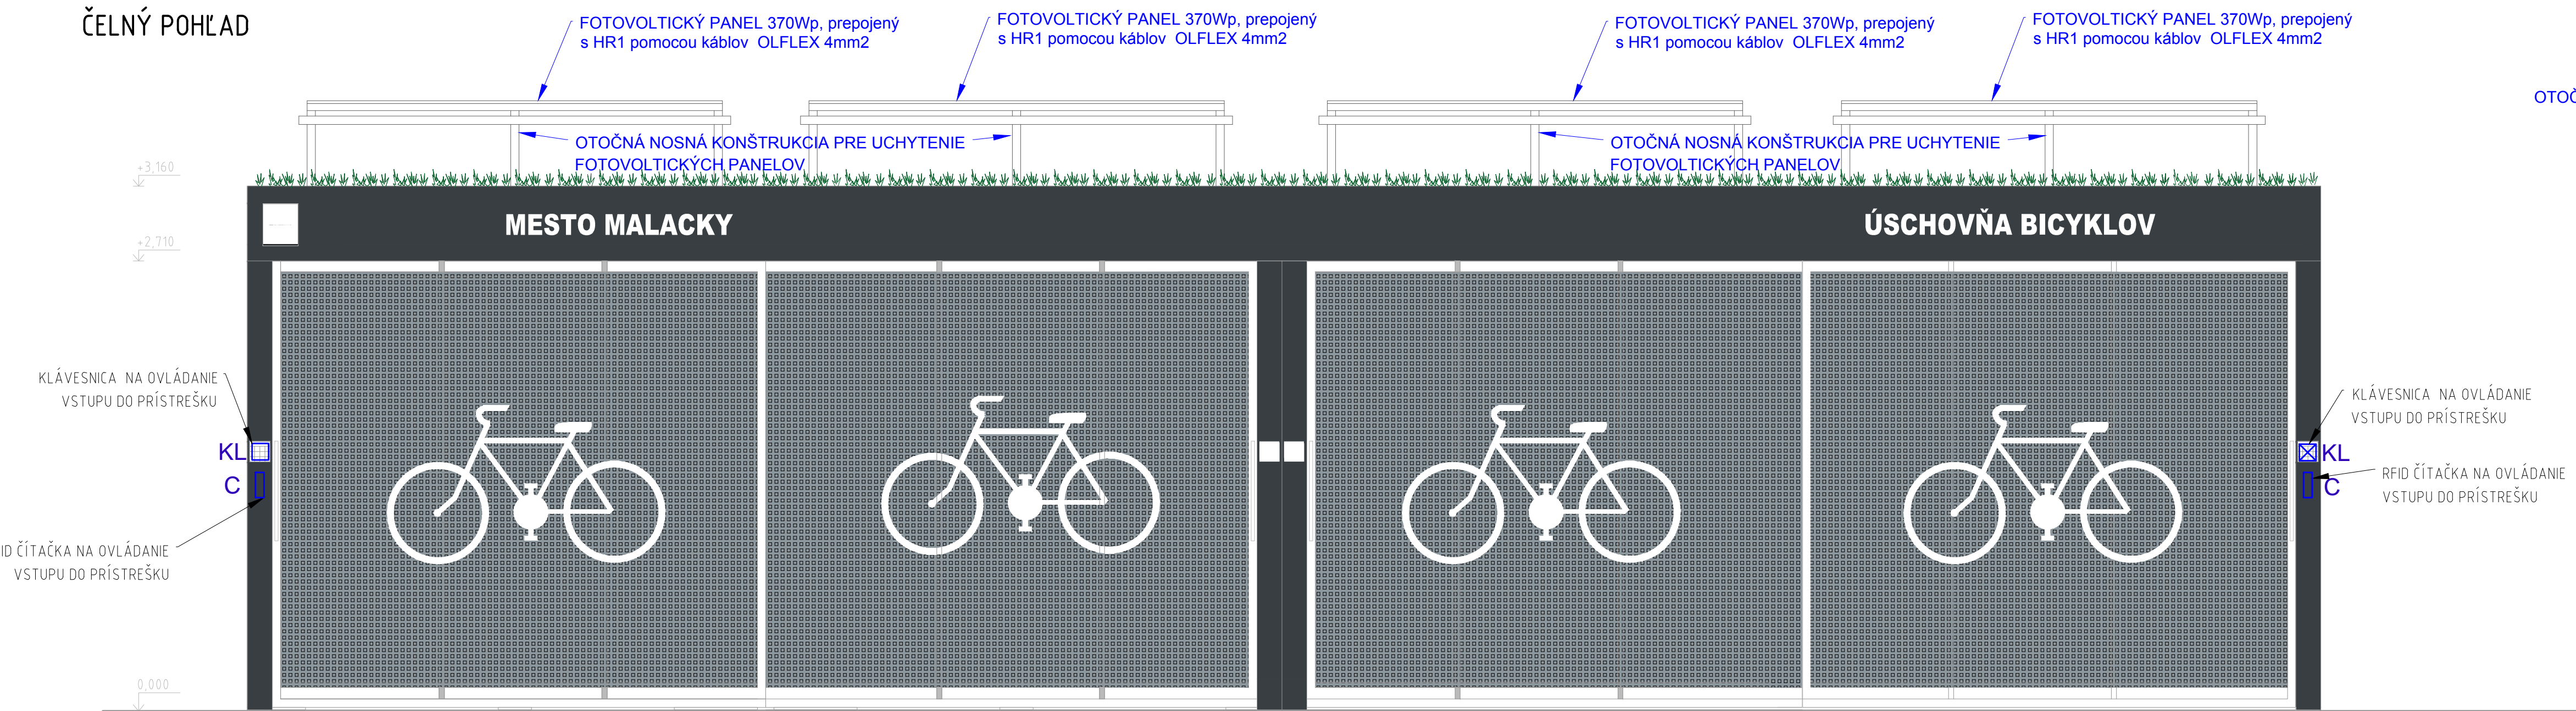 ČELNÝ POHĽAD
FOTOVOLTICKÝ PANEL 370Wp, prepojený
s HR1 pomocou káblov OLFLEX 4mm2
FOTOVOLTICKÝ PANEL 370Wp, prepojený
s HR1 pomocou káblov OLFLEX 4mm2
FOTOVOLTICKÝ PANEL 370Wp, prepojený
s HR1 pomocou káblov OLFLEX 4mm2
FOTOVOLTICKÝ PANEL 370Wp, prepojený
s HR1 pomocou káblov OLFLEX 4mm2
OTOČ
OTOČNÁ NOSNÁ KONŠTRUKCIA PRE UCHYTENIE
FOTOVOLTICKÝCH PANELOV
OTOČNÁ NOSNÁ KONŠTRUKCIA PRE UCHYTENIE
FOTOVOLTICKÝCH PANELOV
+3,160
MESTO MALACKY
ÚSCHOVŇA BICYKLOV
+2,710
KLÁVESNICA NA OVLÁDANIE
VSTUPU DO PRÍSTREŠKU
KLÁVESNICA NA OVLÁDANIE
VSTUPU DO PRÍSTREŠKU
KL
KL
C
C
RFID ČÍTAČKA NA OVLÁDANIE
VSTUPU DO PRÍSTREŠKU
ID ČÍTAČKA NA OVLÁDANIE
VSTUPU DO PRÍSTREŠKU
0,000